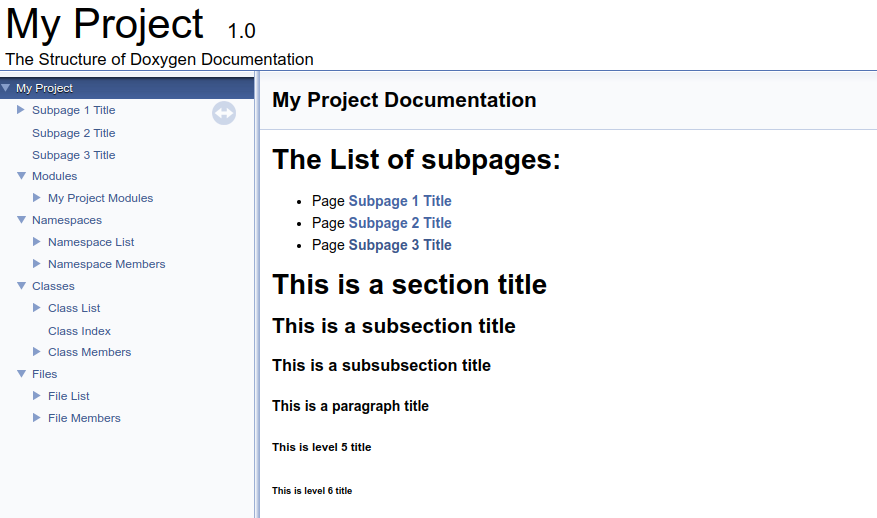 My Project 1.0
The Structure of Doxygen Documentation
My Project
Subpage 1 Title
Subpage 2 Title
Subpage 3 Title
Modules
My Project Modules
Namespaces
Namespace List
Namespace Members
Classes
Class List
Class Index
Class Members
Files
File List
File Members
My Project Documentation
The List of subpages:
• Page Subpage 1 Title
• Page Subpage 2 Title
• Page Subpage 3 Title
This is a section title
This is a subsection title
This is a subsubsection title
This is a paragraph title
This is level 5 title
This is level 6 title